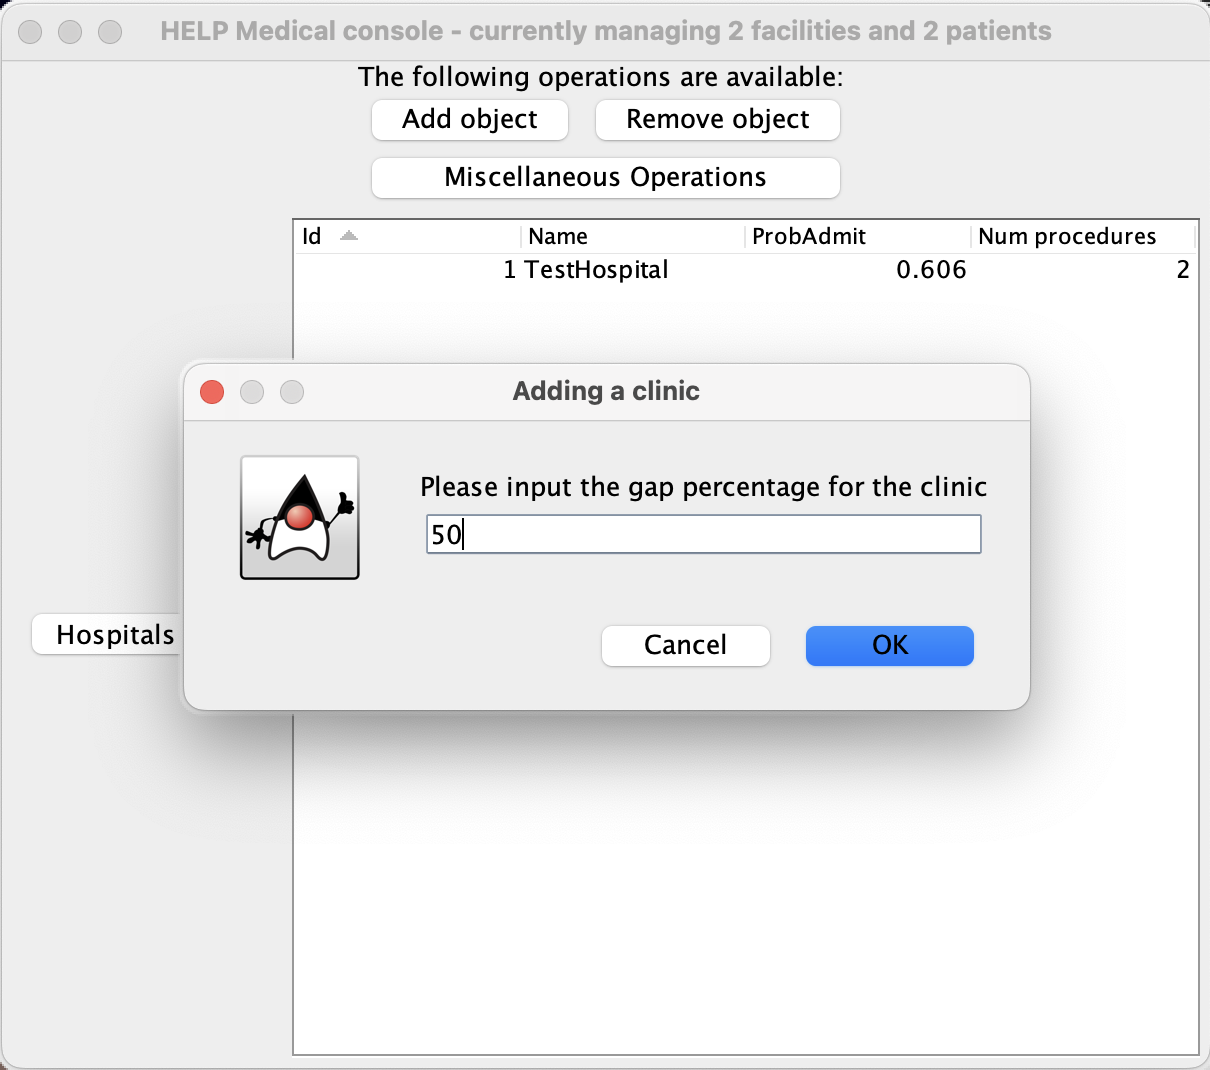 HELP Medical console - currently managing 2 facilities and 2 patients
The following operations are available:
Add object Remove object
Miscellaneous Operations
Id Name ProbAdmit Num procedures
1 TestHospital 0.606 2
Adding a clinic
Please input the gap percentage for the clinic
50
Hospitals
Cancel OK